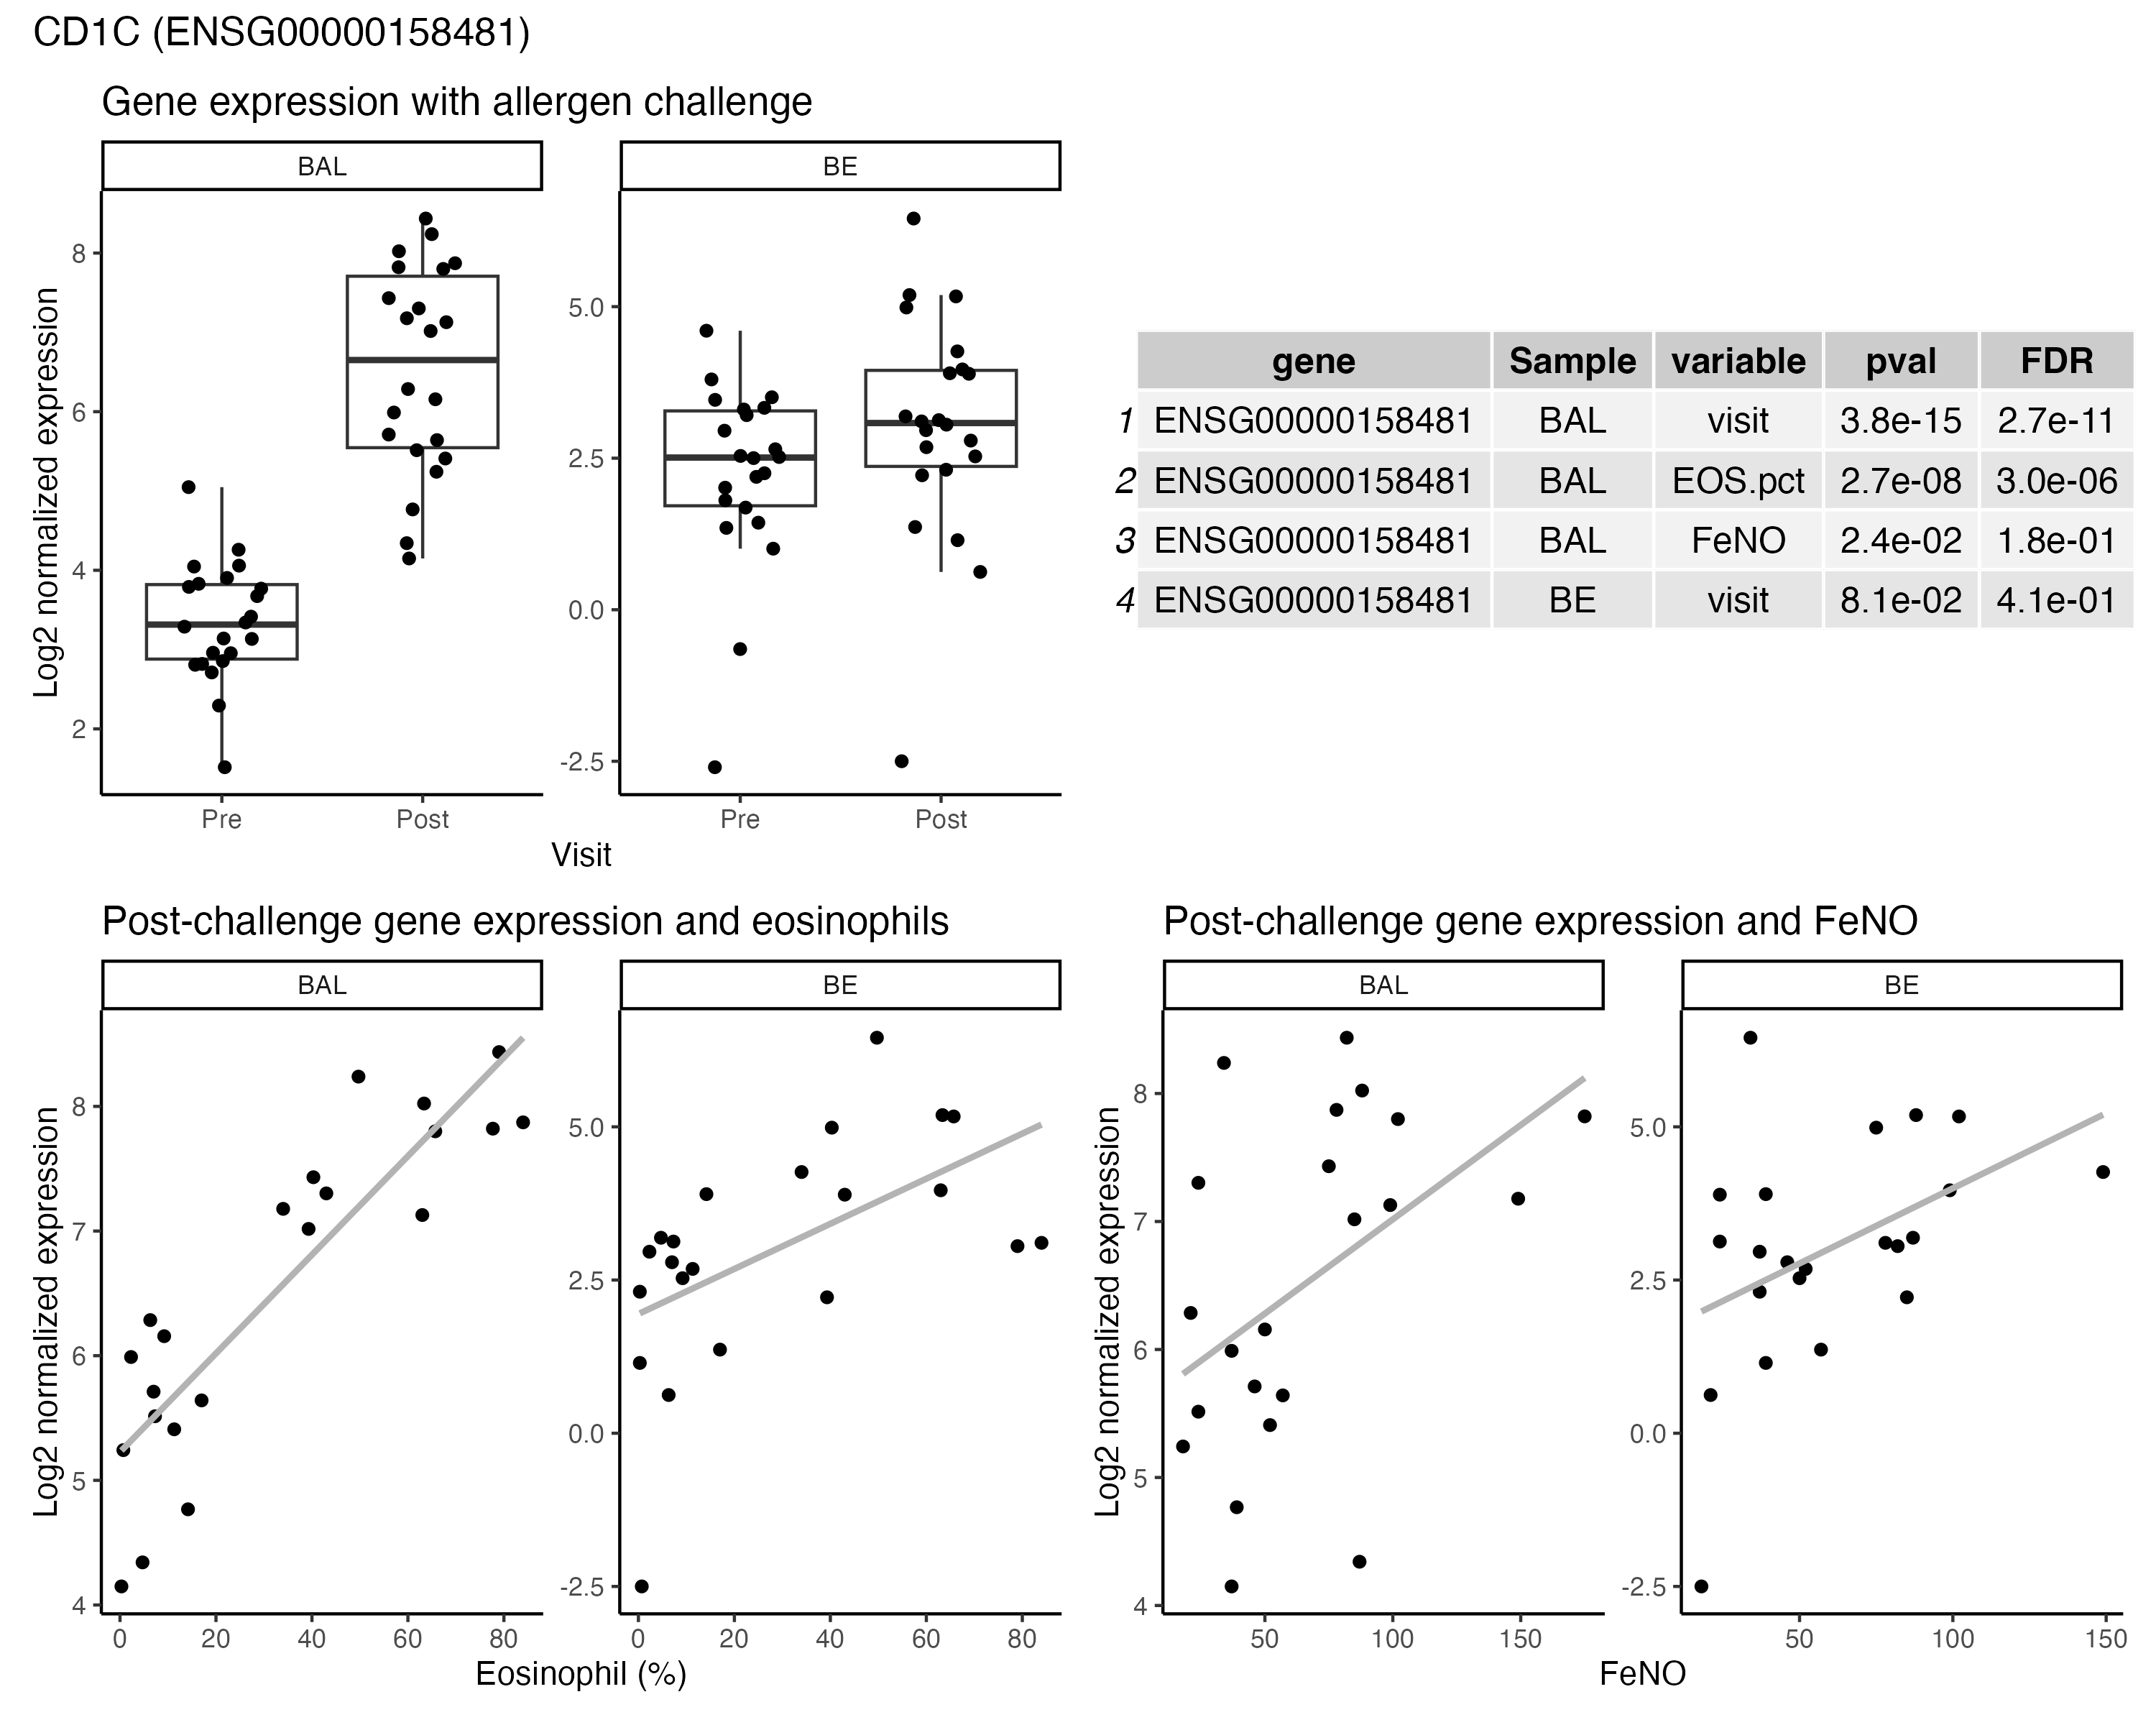 CD1C (ENSG00000158481)
Gene expression with allergen challenge
BAL BE
Log2 normalized expression
8
6
4
2
5.0
2.5
0.0
-2.5
Pre Post Pre Post
Visit
gene Sample variable pval FDR
1 ENSG00000158481 BAL visit 3.8e-15 2.7e-11
2 ENSG00000158481 BAL EOS.pct 2.7e-08 3.0e-06
3 ENSG00000158481 BAL FeNO 2.4e-02 1.8e-01
4 ENSG00000158481 BE visit 8.1e-02 4.1e-01
Post-challenge gene expression and eosinophils
BAL BE
Log2 normalized expression
8
7
6
5
4
5.0
2.5
0.0
-2.5
0 20 40 60 80 0 20 40 60 80
Eosinophil (%)
Post-challenge gene expression and FeNO
BAL BE
Log2 normalized expression
8
7
6
5
4
5.0
2.5
0.0
-2.5
50 100 150 50 100 150
FeNO